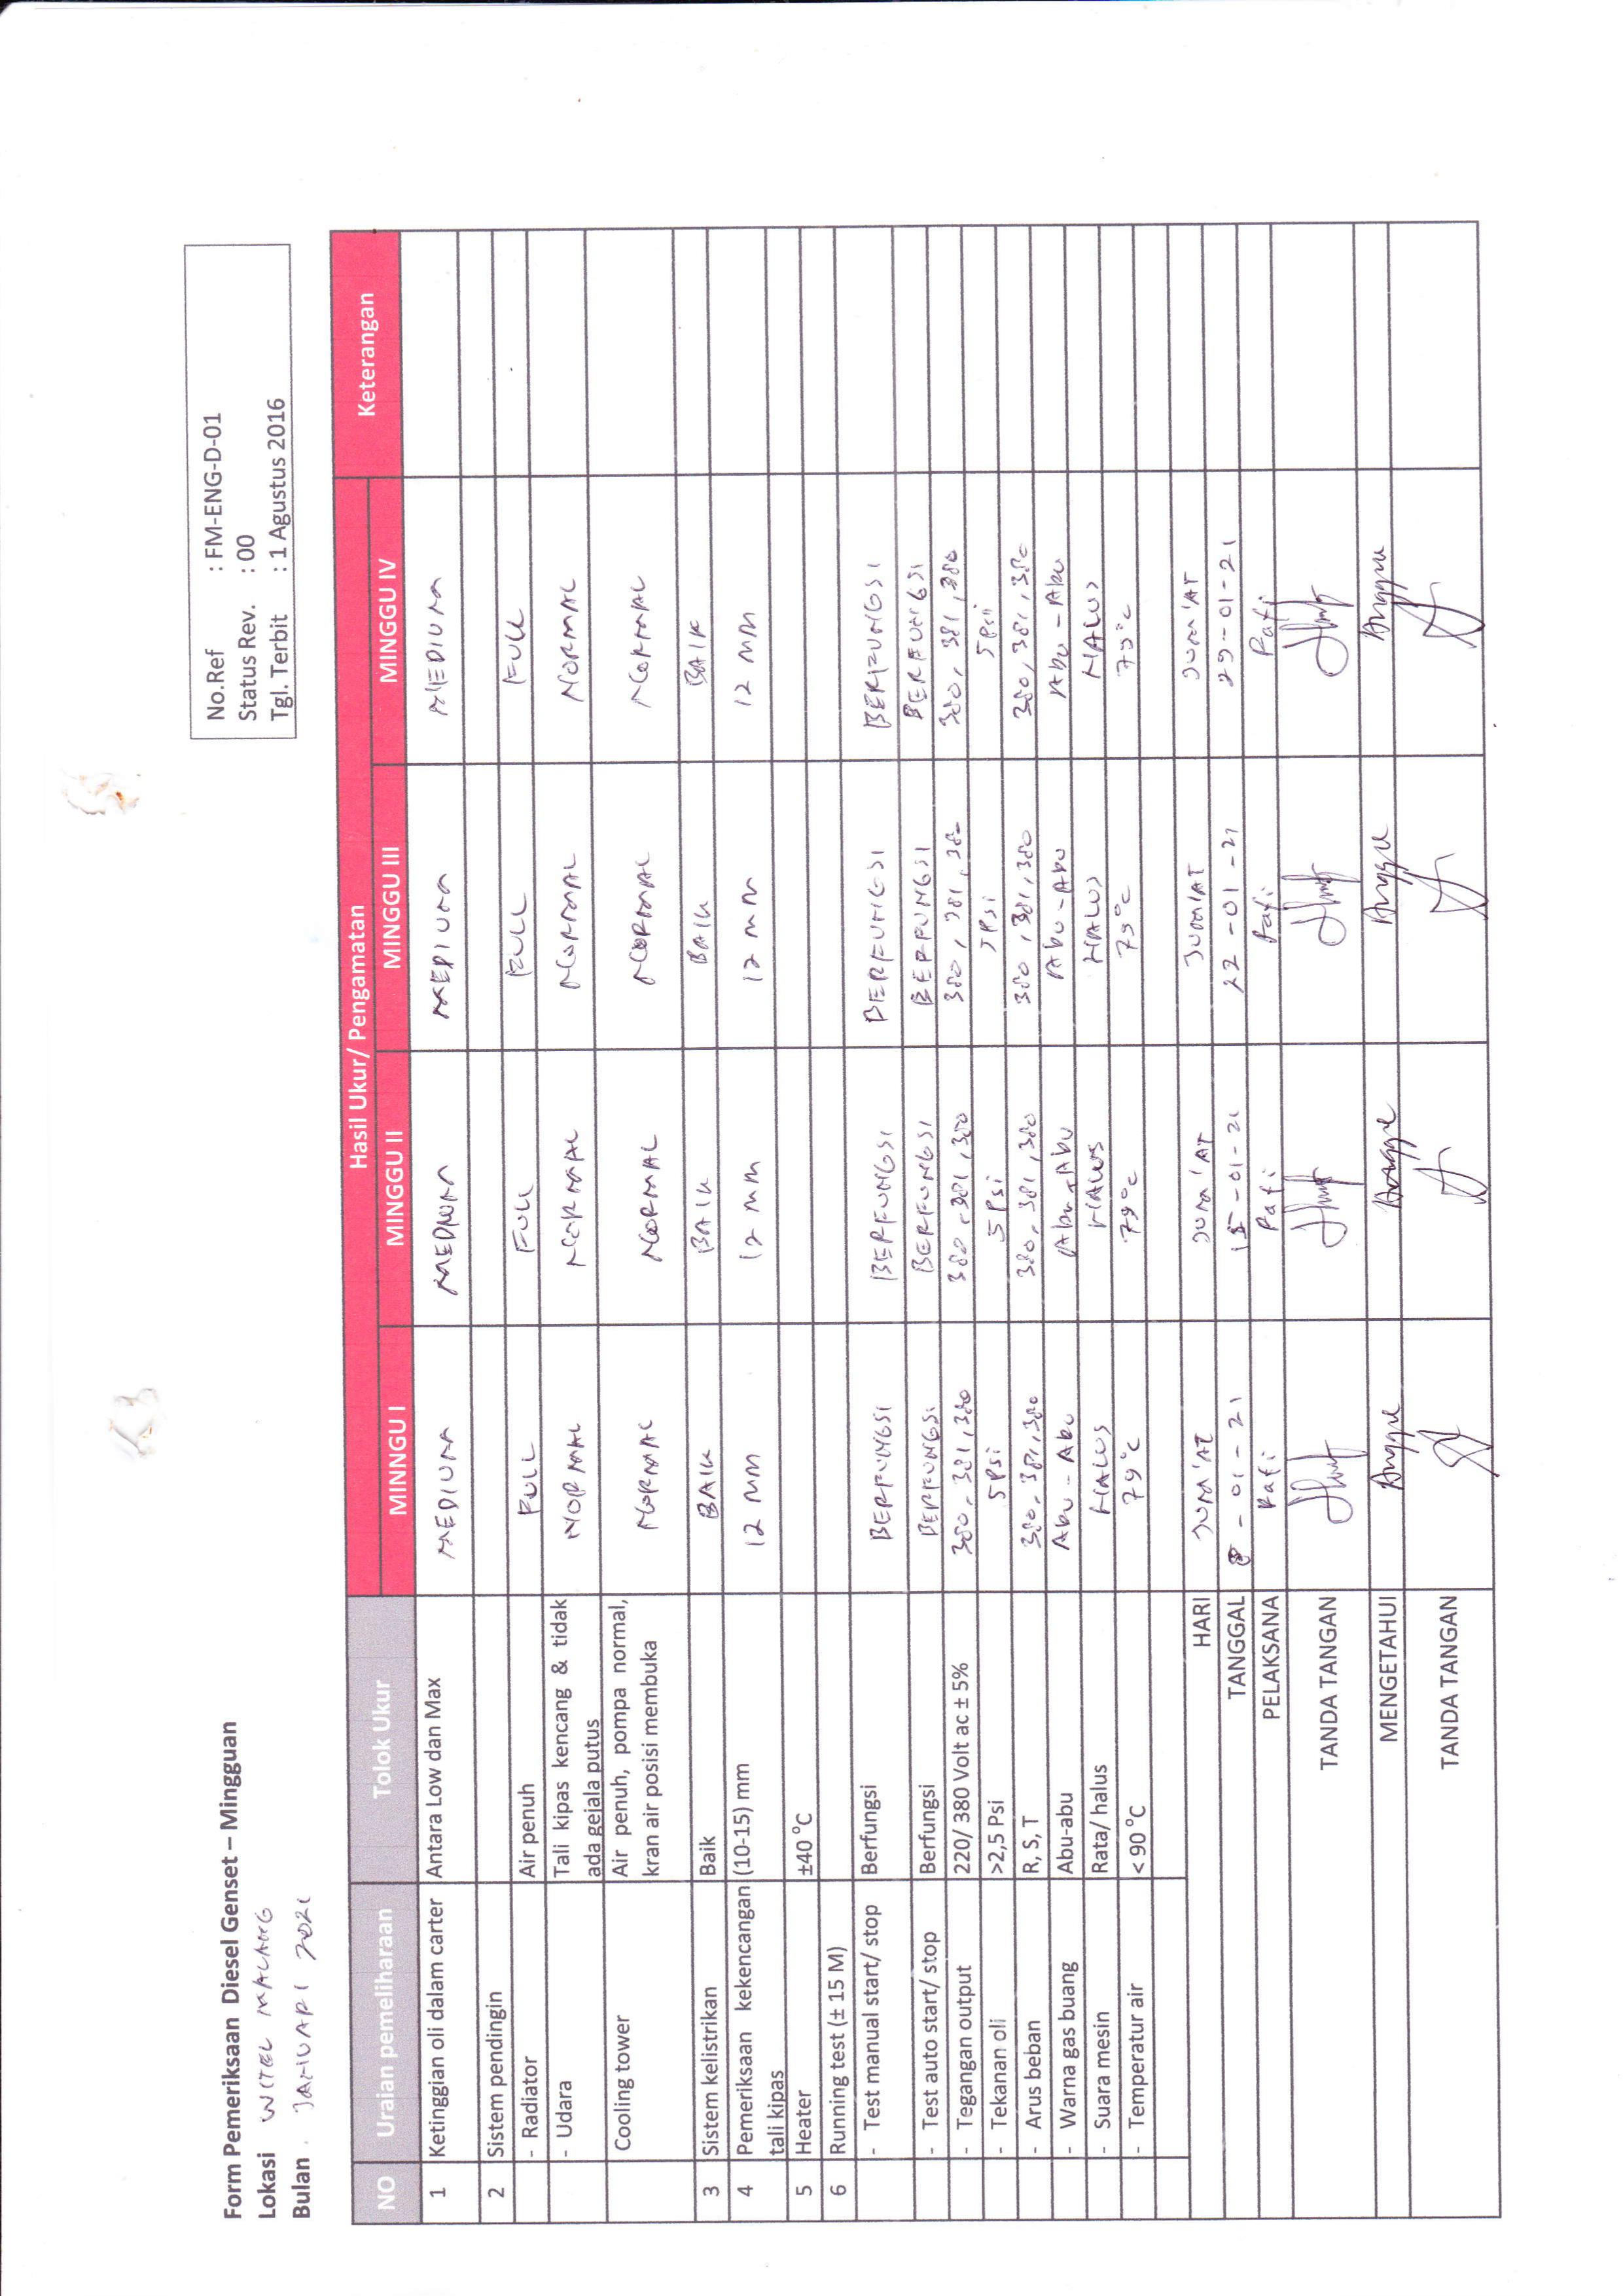 No.Ref : FM-ENG-D-01
Status Rev. : 00
Tgl. Terbit : 1 Agustus 2016
Form Pemeriksaan Diesel Genset – Mingguan
Lokasi WITEL MALANG
Bulan JANUARI 2021
NO Uraian pemeliharaan Tolok Ukur Hasil Ukur/ Pengamatan Keterangan
MINNGU I MINGGU II MINGGU III MINGGU IV
1 Ketinggian oli dalam carter Antara Low dan Max MEDIUM MEDIUM MEDIUM MEDIUM
2 Sistem pendingin
- Radiator Air penuh FULL FULL FULL FULL
- Udara Tali kipas kencang & tidak NORMAL NORMAL NORMAL NORMAL
ada gejala putus
Cooling tower Air penuh, pompa normal,
kran air posisi membuka NORMAL NORMAL NORMAL NORMAL
3 Sistem kelistrikan Baik BAIK BAIK BAIK BAIK
4 Pemeriksaan kekencangan (10-15) mm 12 MM 12 MM 12 MM 12 MM
tali kipas
5 Heater ±40 °C
6 Running test (± 15 M)
- Test manual start/ stop Berfungsi BERFUNGSI BERFUNGSI BERFUNGSI BERFUNGSI
- Test auto start/ stop Berfungsi BERFUNGSI BERFUNGSI BERFUNGSI BERFUNGSI
- Tegangan output 220/ 380 Volt ac ± 5% 380, 381, 380 380, 381, 380 380, 381, 380 380, 381, 380
- Tekanan oli >2,5 Psi 5 Psi 5 Psi 5 Psi 5 Psi
- Arus beban R, S, T 380, 381, 380 380, 381, 380 380, 381, 380 380, 381, 380
- Warna gas buang Abu-abu Abu - Abu Abu - Abu Abu - Abu Abu - Abu
- Suara mesin Rata/ halus HALUS HALUS HALUS HALUS
- Temperatur air < 90 °C 79°C 79°C 79°C 79°C
HARI JUM'AT JUM'AT JUM'AT JUM'AT
TANGGAL 8 - 01 - 21 15 - 01 - 21 22 - 01 - 21 29 - 01 - 21
PELAKSANA Rafi Rafi Rafi Rafi
TANDA TANGAN
MENGETAHUI
TANDA TANGAN